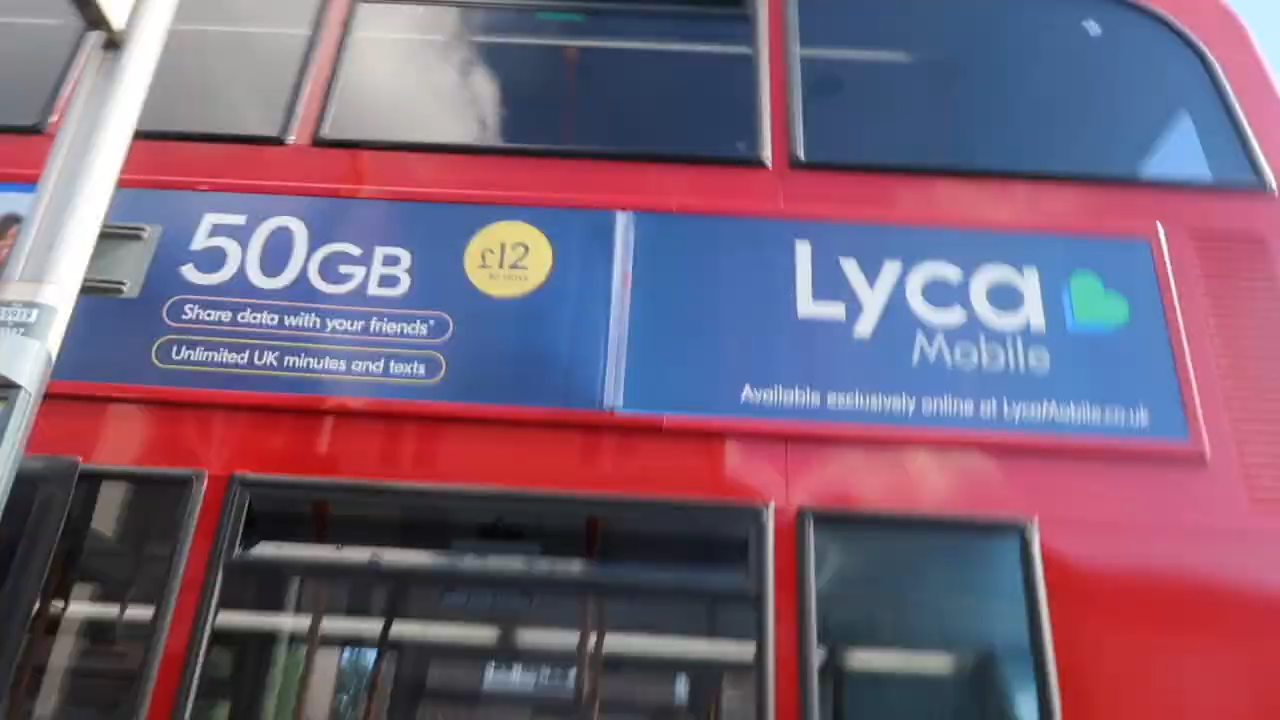 50GB
£12
Share data with your friends*
Unlimited UK minutes and texts
Lyca
Mobile
Available exclusively online at LycaMobile.co.uk